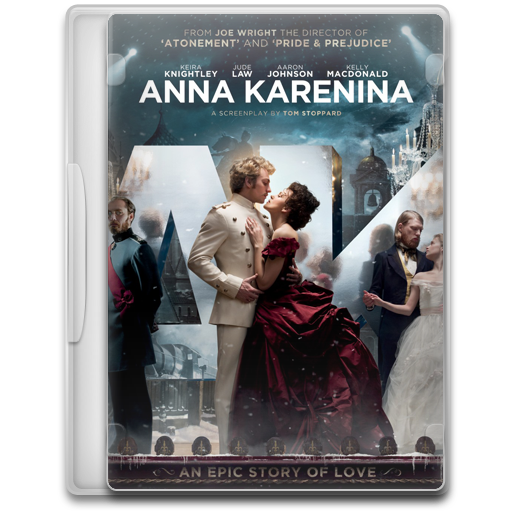 FROM JOE WRIGHT THE DIRECTOR OF
'ATONEMENT' AND 'PRIDE & PREJUDICE'
KEIRA KNIGHTLEY JUDE LAW AARON JOHNSON KELLY MACDONALD
ANNA KARENINA
A SCREENPLAY BY TOM STOPPARD
AK
AN EPIC STORY OF LOVE